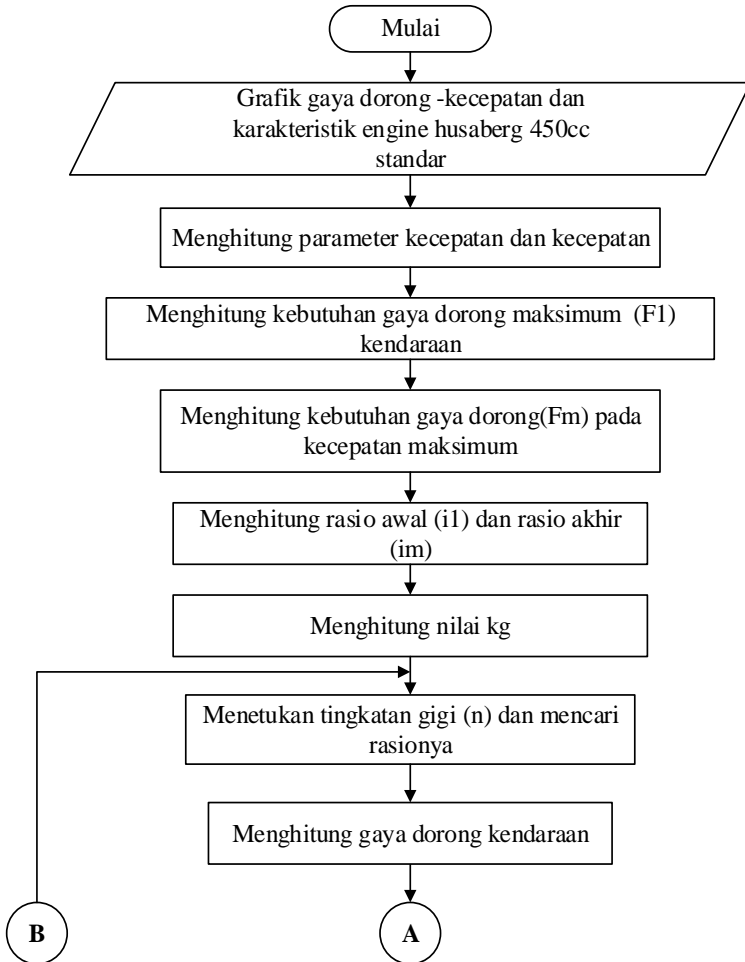 Mulai
Grafik gaya dorong -kecepatan dan
karakteristik engine husaberg 450cc
standar
Menghitung parameter kecepatan dan kecepatan
Menghitung kebutuhan gaya dorong maksimum (F1)
kendaraan
Menghitung kebutuhan gaya dorong(Fm) pada
kecepatan maksimum
Menghitung rasio awal (i1) dan rasio akhir
(im)
Menghitung nilai kg
Menetukan tingkatan gigi (n) dan mencari
rasionya
Menghitung gaya dorong kendaraan
B
A